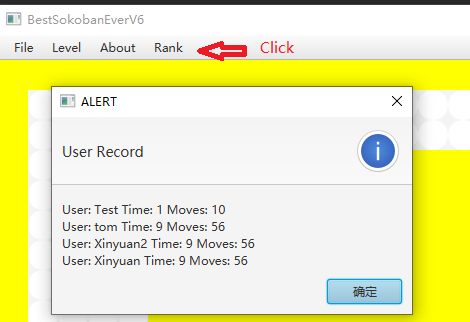 BestSokobanEverV6
File Level About Rank Click
ALERT
User Record
User: Test Time: 1 Moves: 10
User: tom Time: 9 Moves: 56
User: Xinyuan2 Time: 9 Moves: 56
User: Xinyuan Time: 9 Moves: 56
确定